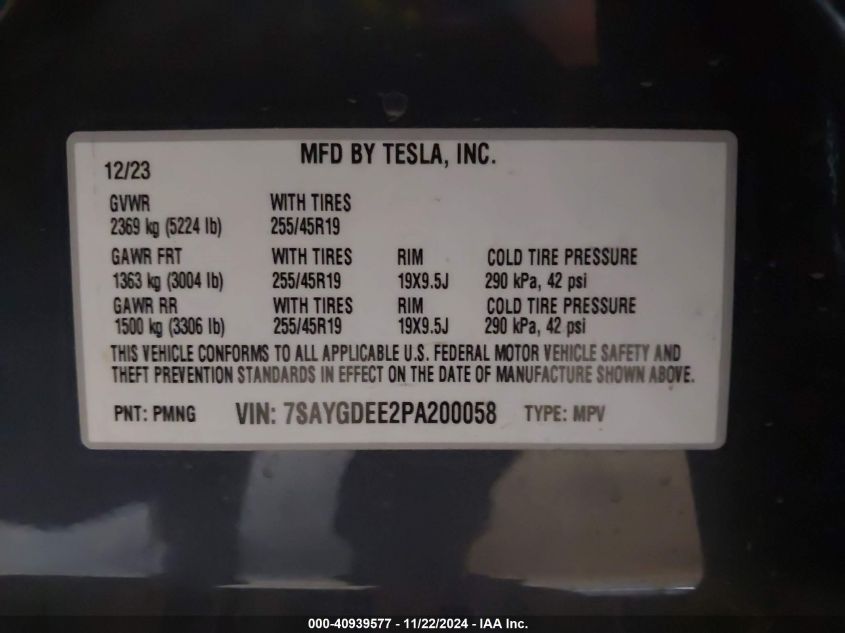 MFD BY TESLA, INC.
12/23
GVWR WITH TIRES
2369 kg (5224 lb) 255/45R19
GAWR FRT WITH TIRES RIM COLD TIRE PRESSURE
1363 kg (3004 lb) 255/45R19 19X9.5J 290 kPa, 42 psi
GAWR RR WITH TIRES RIM COLD TIRE PRESSURE
1500 kg (3306 lb) 255/45R19 19X9.5J 290 kPa, 42 psi
THIS VEHICLE CONFORMS TO ALL APPLICABLE U.S. FEDERAL MOTOR VEHICLE SAFETY AND
THEFT PREVENTION STANDARDS IN EFFECT ON THE DATE OF MANUFACTURE SHOWN ABOVE.
PNT: PMNG VIN: 7SAYGDEE2PA200058 TYPE: MPV
000-40939577 - 11/22/2024 - IAA Inc.